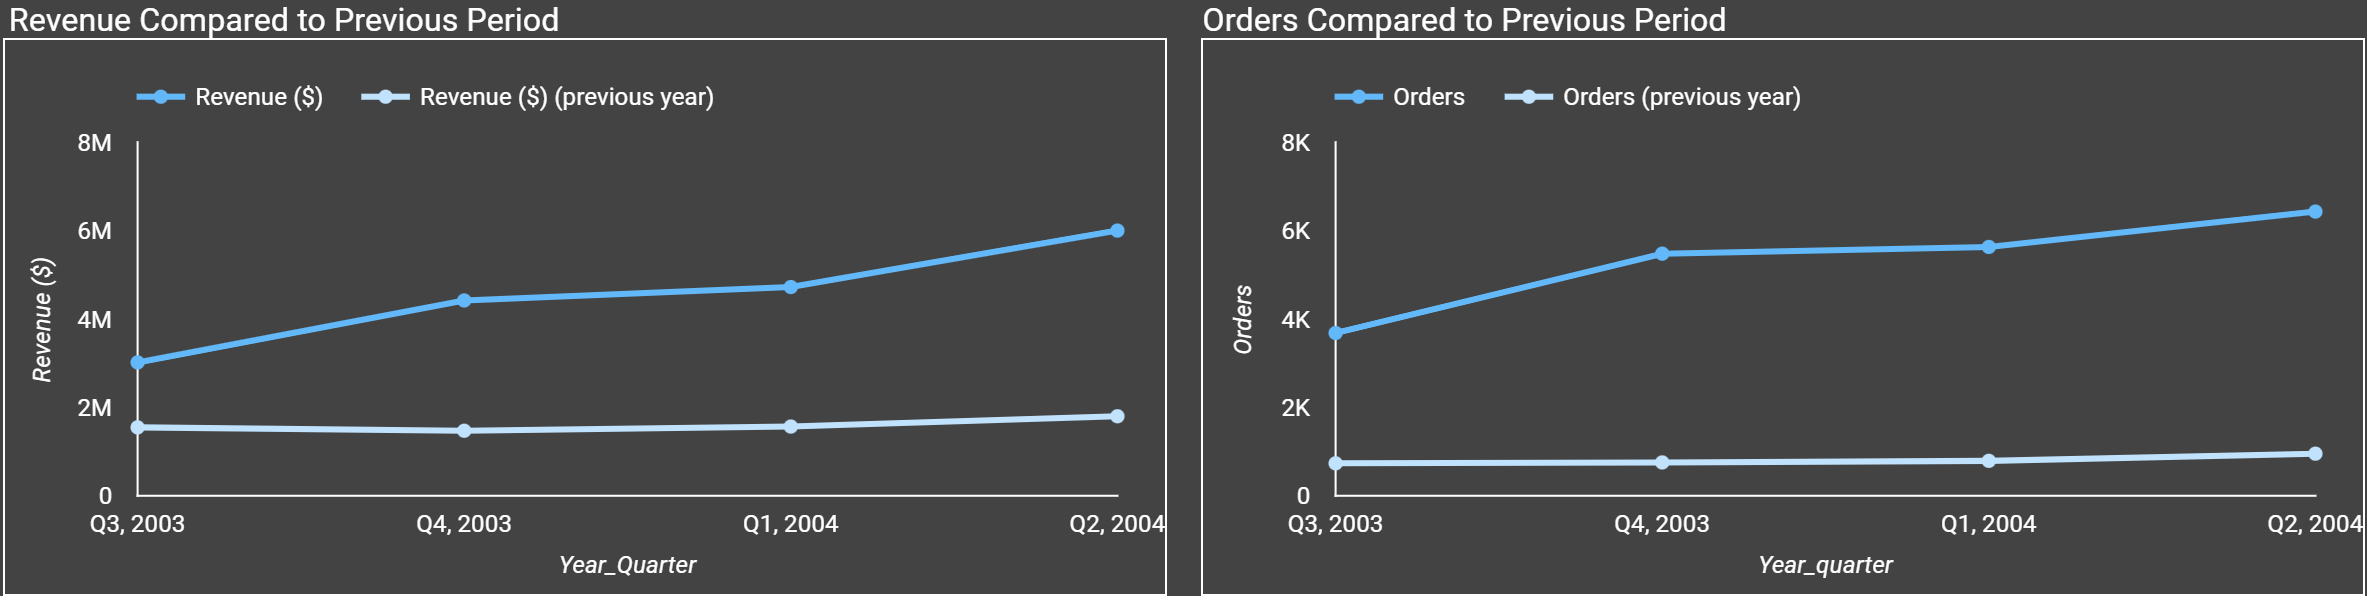 Revenue Compared to Previous Period
Revenue ($)
Revenue ($) (previous year)
8M
6M
4M
2M
0
Revenue ($)
Q3, 2003
Q4, 2003
Q1, 2004
Q2, 2004
Year_Quarter
Orders Compared to Previous Period
Orders
Orders (previous year)
8K
6K
4K
2K
0
Orders
Q3, 2003
Q4, 2003
Q1, 2004
Q2, 2004
Year_quarter